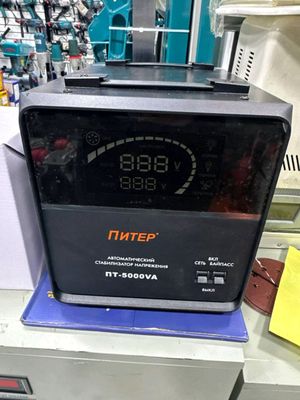 888 V
888 V
ПИТЕР
АВТОМАТИЧЕСКИЙ
СТАБИЛИЗАТОР НАПРЯЖЕНИЯ
ПТ-5000VA
ВКЛ
СЕТЬ БАЙПАСС
ВЫКЛ